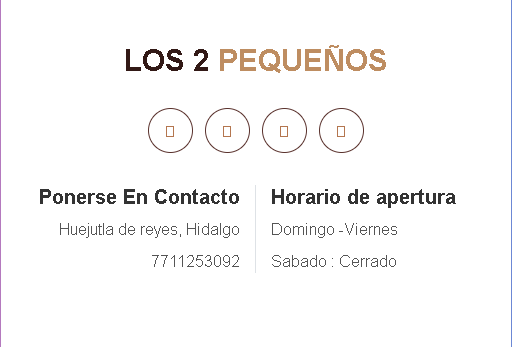 LOS 2 PEQUEÑOS
Ponerse En Contacto
Huejutla de reyes, Hidalgo
7711253092
Horario de apertura
Domingo -Viernes
Sabado : Cerrado